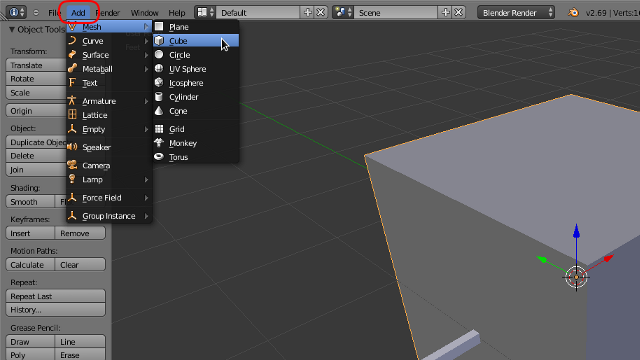 File Add Render Window Help Default Scene Blender Render v2.69 | Verts:16
Object Tools
Transform:
Translate
Rotate
Scale
Origin
Object:
Duplicate Objec
Delete
Join
Shading:
Smooth Fl
Keyframes:
Insert Remove
Motion Paths:
Calculate Clear
Repeat:
Repeat Last
History...
Grease Pencil:
Draw Line
Poly Erase
Mesh
Curve
Surface
Metaball
Text
Armature
Lattice
Empty
Speaker
Camera
Lamp
Force Field
Group Instance
Plane
Cube
Circle
UV Sphere
Icosphere
Cylinder
Cone
Grid
Monkey
Torus